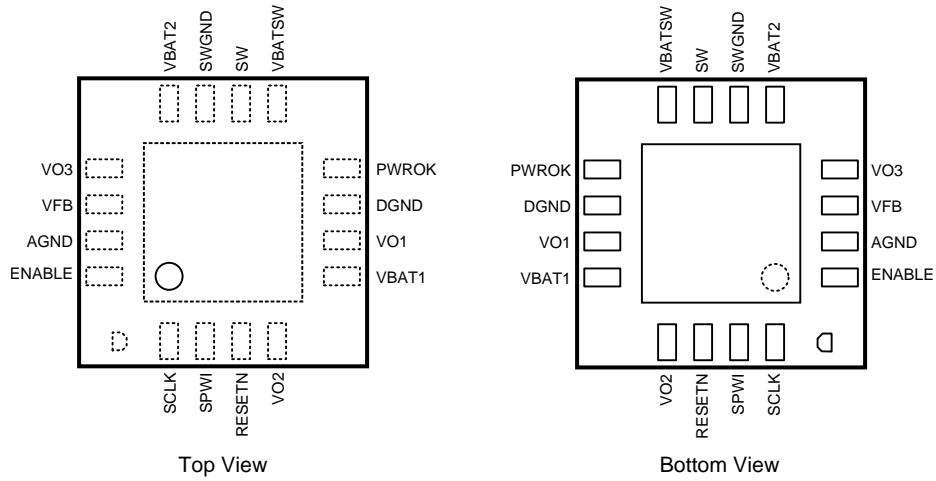 VBAT2
SWGND
SW
VBATSW
VO3
VFB
AGND
ENABLE
PWROK
DGND
VO1
VBAT1
SCLK
SPWI
RESETN
VO2
Top View
VBATSW
SW
SWGND
VBAT2
PWROK
DGND
VO1
VBAT1
VO3
VFB
AGND
ENABLE
VO2
RESETN
SPWI
SCLK
Bottom View